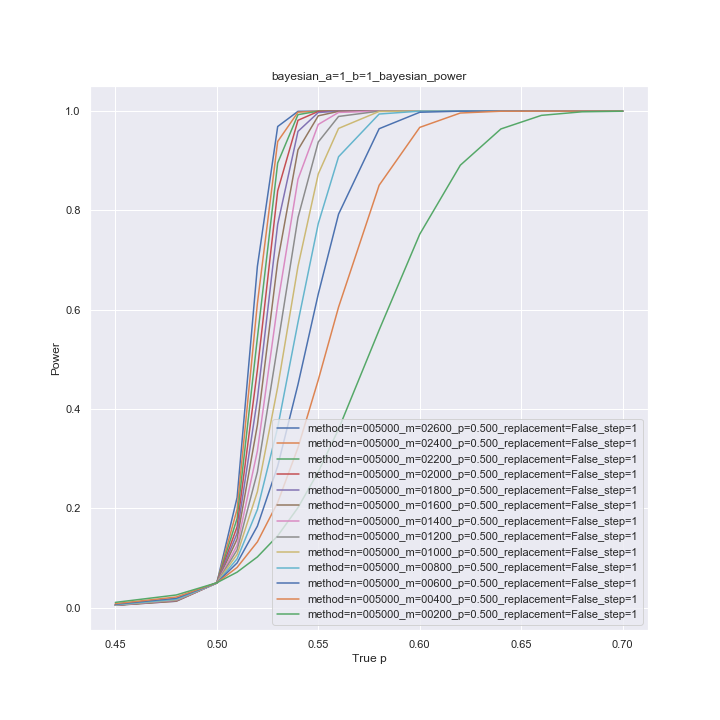 bayesian_a=1_b=1_bayesian_power
1.0
0.8
0.6
0.4
0.2
0.0
Power
method=n=005000_m=02600_p=0.500_replacement=False_step=1
method=n=005000_m=02400_p=0.500_replacement=False_step=1
method=n=005000_m=02200_p=0.500_replacement=False_step=1
method=n=005000_m=02000_p=0.500_replacement=False_step=1
method=n=005000_m=01800_p=0.500_replacement=False_step=1
method=n=005000_m=01600_p=0.500_replacement=False_step=1
method=n=005000_m=01400_p=0.500_replacement=False_step=1
method=n=005000_m=01200_p=0.500_replacement=False_step=1
method=n=005000_m=01000_p=0.500_replacement=False_step=1
method=n=005000_m=00800_p=0.500_replacement=False_step=1
method=n=005000_m=00600_p=0.500_replacement=False_step=1
method=n=005000_m=00400_p=0.500_replacement=False_step=1
method=n=005000_m=00200_p=0.500_replacement=False_step=1
0.45 0.50 0.55 0.60 0.65 0.70
True p